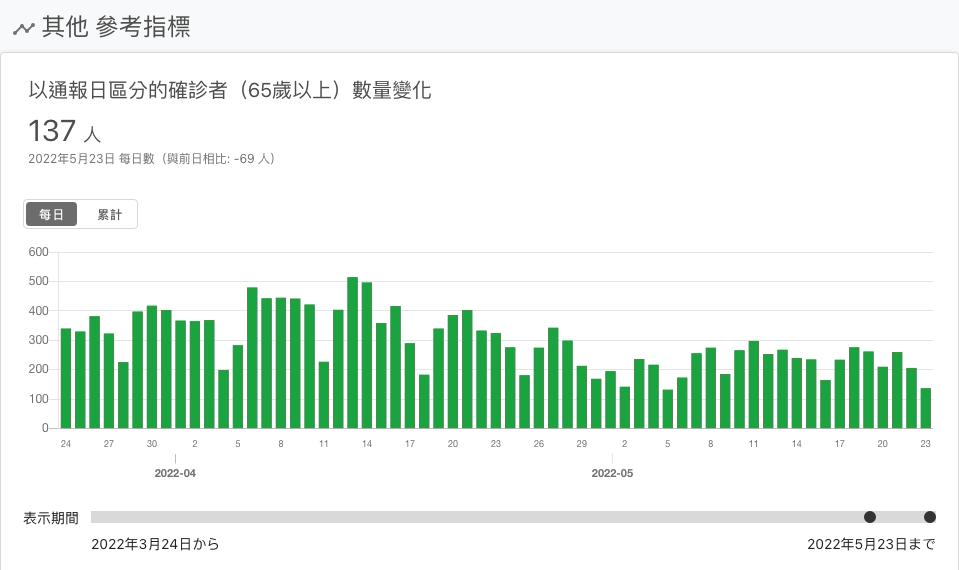 其他 參考指標
以通報日區分的確診者（65歲以上）數量變化
137 人
2022年5月23日 每日數（與前日相比: -69 人）
每日 累計
600
500
400
300
200
100
0
24 27 30 2 5 8 11 14 17 20 23 26 29 2 5 8 11 14 17 20 23
2022-04 2022-05
表示期間
2022年3月24日から 2022年5月23日まで